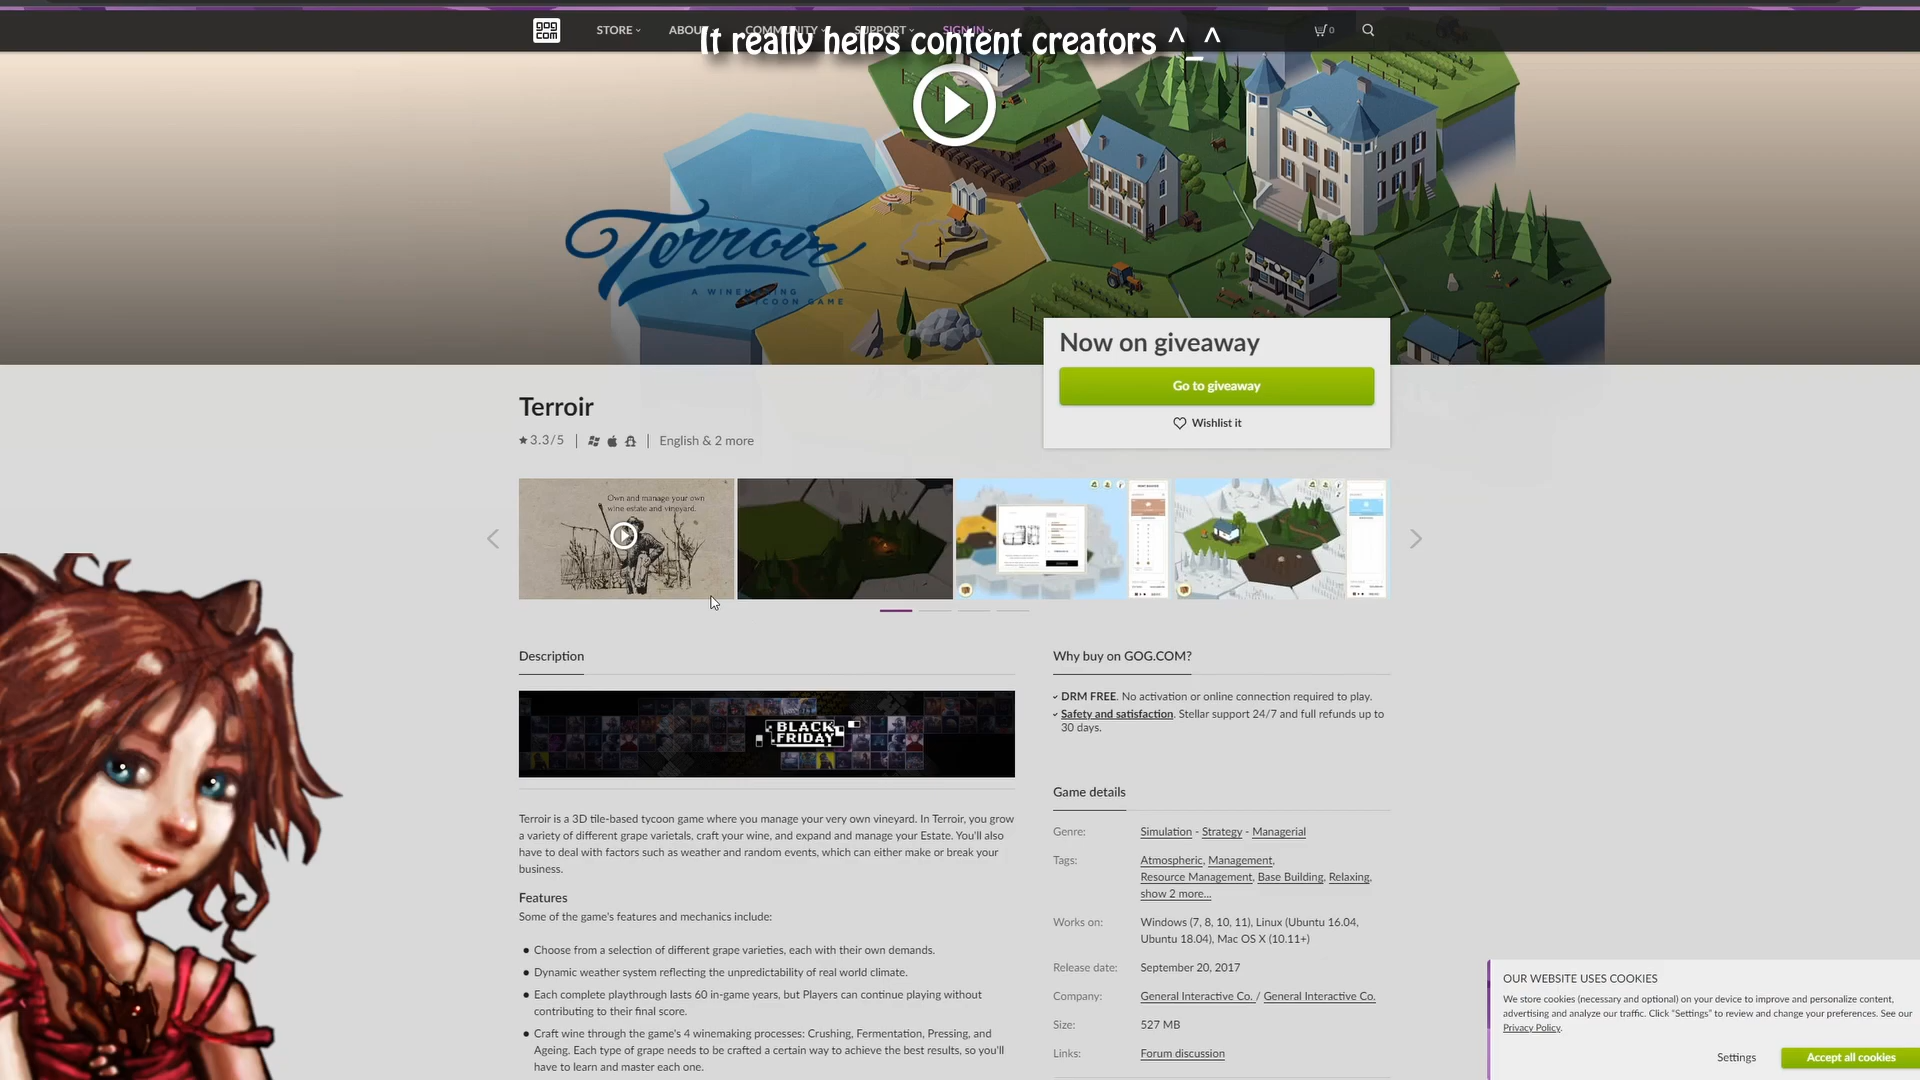 gog
com
STORE
ABOUT
COMMUNITY
SUPPORT
SIGN IN
0
It really helps content creators ^_^
Terroir
A WINEMAKING
TYCOON GAME
Now on giveaway
Go to giveaway
Wishlist it
Terroir
3.3/5
English & 2 more
Own and manage your own
wine estate and vineyard.
Description
BLACK
FRIDAY
Terroir is a 3D tile-based tycoon game where you manage your very own vineyard. In Terroir, you grow
a variety of different grape varietals, craft your wine, and expand and manage your Estate. You'll also
have to deal with factors such as weather and random events, which can either make or break your
business.
Features
Some of the game's features and mechanics include:
Choose from a selection of different grape varieties, each with their own demands.
Dynamic weather system reflecting the unpredictability of real world climate.
Each complete playthrough lasts 60 in-game years, but Players can continue playing without
contributing to their final score.
Craft wine through the game's 4 winemaking processes: Crushing, Fermentation, Pressing, and
Ageing. Each type of grape needs to be crafted a certain way to achieve the best results, so you'll
have to learn and master each one.
Why buy on GOG.COM?
DRM FREE. No activation or online connection required to play.
Safety and satisfaction. Stellar support 24/7 and full refunds up to
30 days.
Game details
Genre: Simulation - Strategy - Managerial
Tags: Atmospheric, Management,
Resource Management, Base Building, Relaxing,
show 2 more...
Works on: Windows (7, 8, 10, 11), Linux (Ubuntu 16.04,
Ubuntu 18.04), Mac OS X (10.11+)
Release date: September 20, 2017
Company: General Interactive Co. / General Interactive Co.
Size: 527 MB
Links: Forum discussion
OUR WEBSITE USES COOKIES
We store cookies (necessary and optional) on your device to improve and personalize content,
advertising and analyze our traffic. Click "Settings" to review and change your preferences. See our
Privacy Policy.
Settings
Accept all cookies